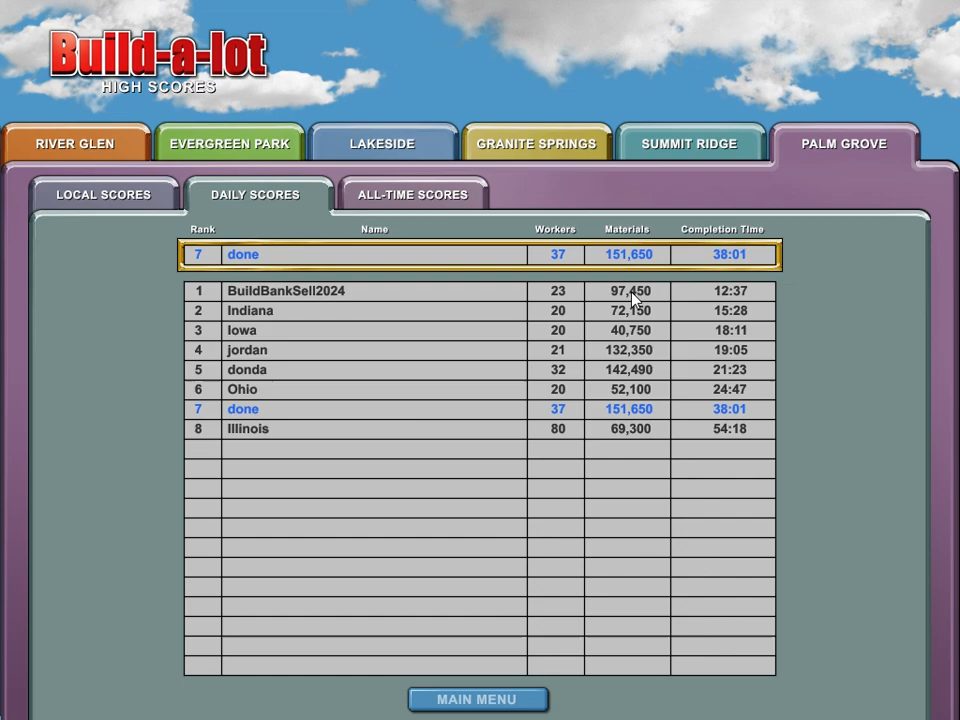 Build-a-lot
HIGH SCORES
RIVER GLEN EVERGREEN PARK LAKESIDE GRANITE SPRINGS SUMMIT RIDGE PALM GROVE
LOCAL SCORES DAILY SCORES ALL-TIME SCORES
Rank Name Workers Materials Completion TIme
7 done 37 151,650 38:01
1 BuildBankSell2024 23 97,450 12:37
2 Indiana 20 72,150 15:28
3 Iowa 20 40,750 18:11
4 jordan 21 132,350 19:05
5 donda 32 142,490 21:23
6 Ohio 20 52,100 24:47
7 done 37 151,650 38:01
8 Illinois 80 69,300 54:18
MAIN MENU